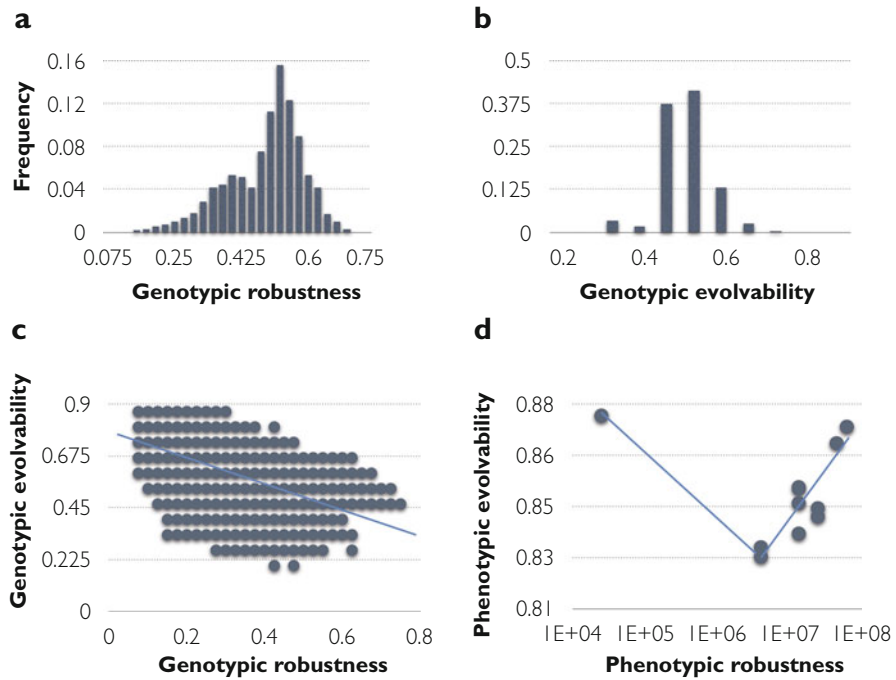 a
0.16
0.12
0.08
0.04
0
Frequency
0.075 0.25 0.425 0.6 0.75
Genotypic robustness
b
0.5
0.375
0.25
0.125
0
0.2 0.4 0.6 0.8
Genotypic evolvability
c
0.9
0.675
0.45
0.225
0
Genotypic evolvability
0 0.2 0.4 0.6 0.8
Genotypic robustness
d
0.88
0.86
0.85
0.83
0.81
Phenotypic evolvability
1E+04 1E+05 1E+06 1E+07 1E+08
Phenotypic robustness